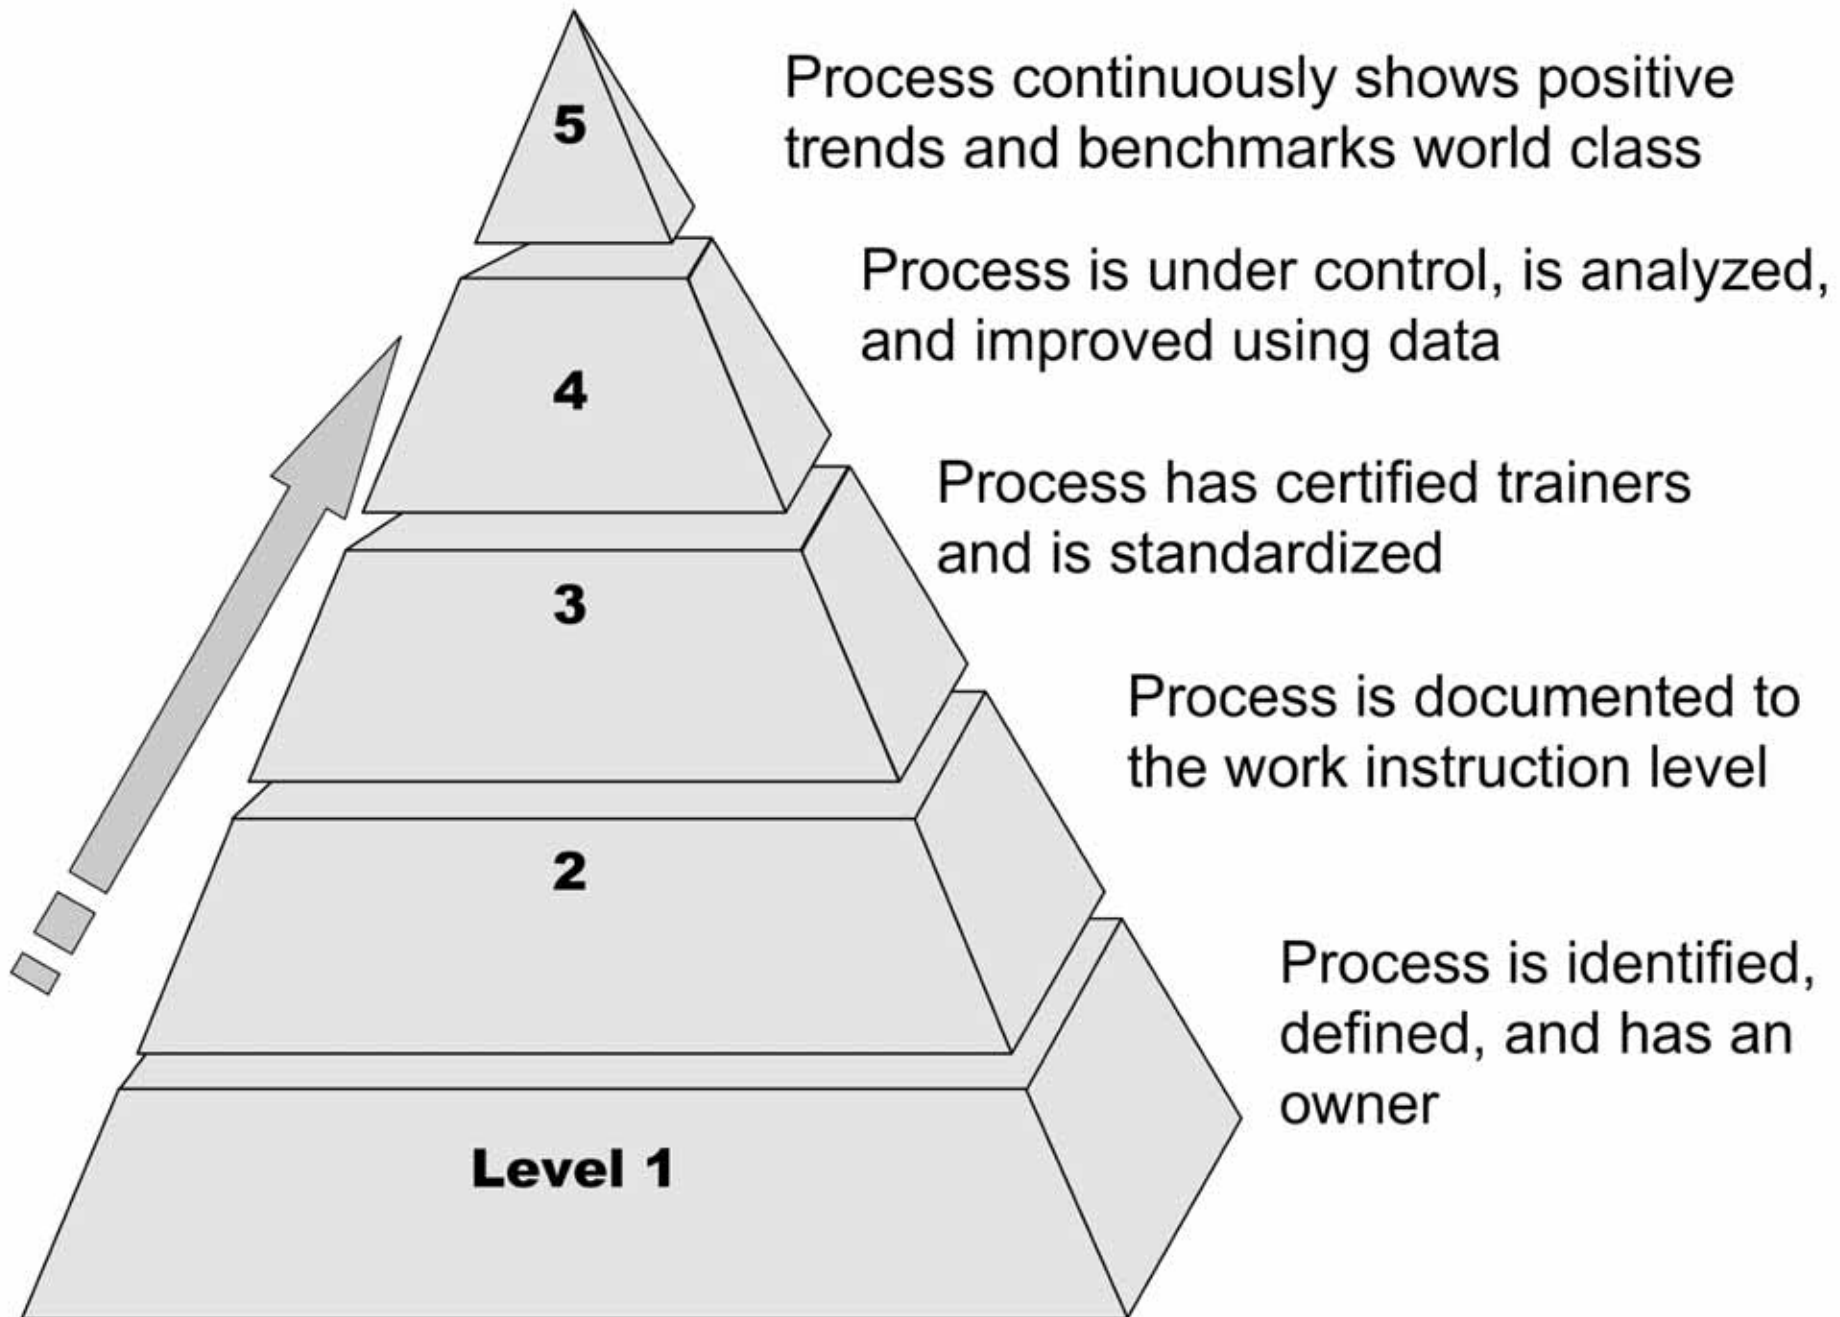 5
Process continuously shows positive
trends and benchmarks world class
4
Process is under control, is analyzed,
and improved using data
3
Process has certified trainers
and is standardized
2
Process is documented to
the work instruction level
Level 1
Process is identified,
defined, and has an
owner